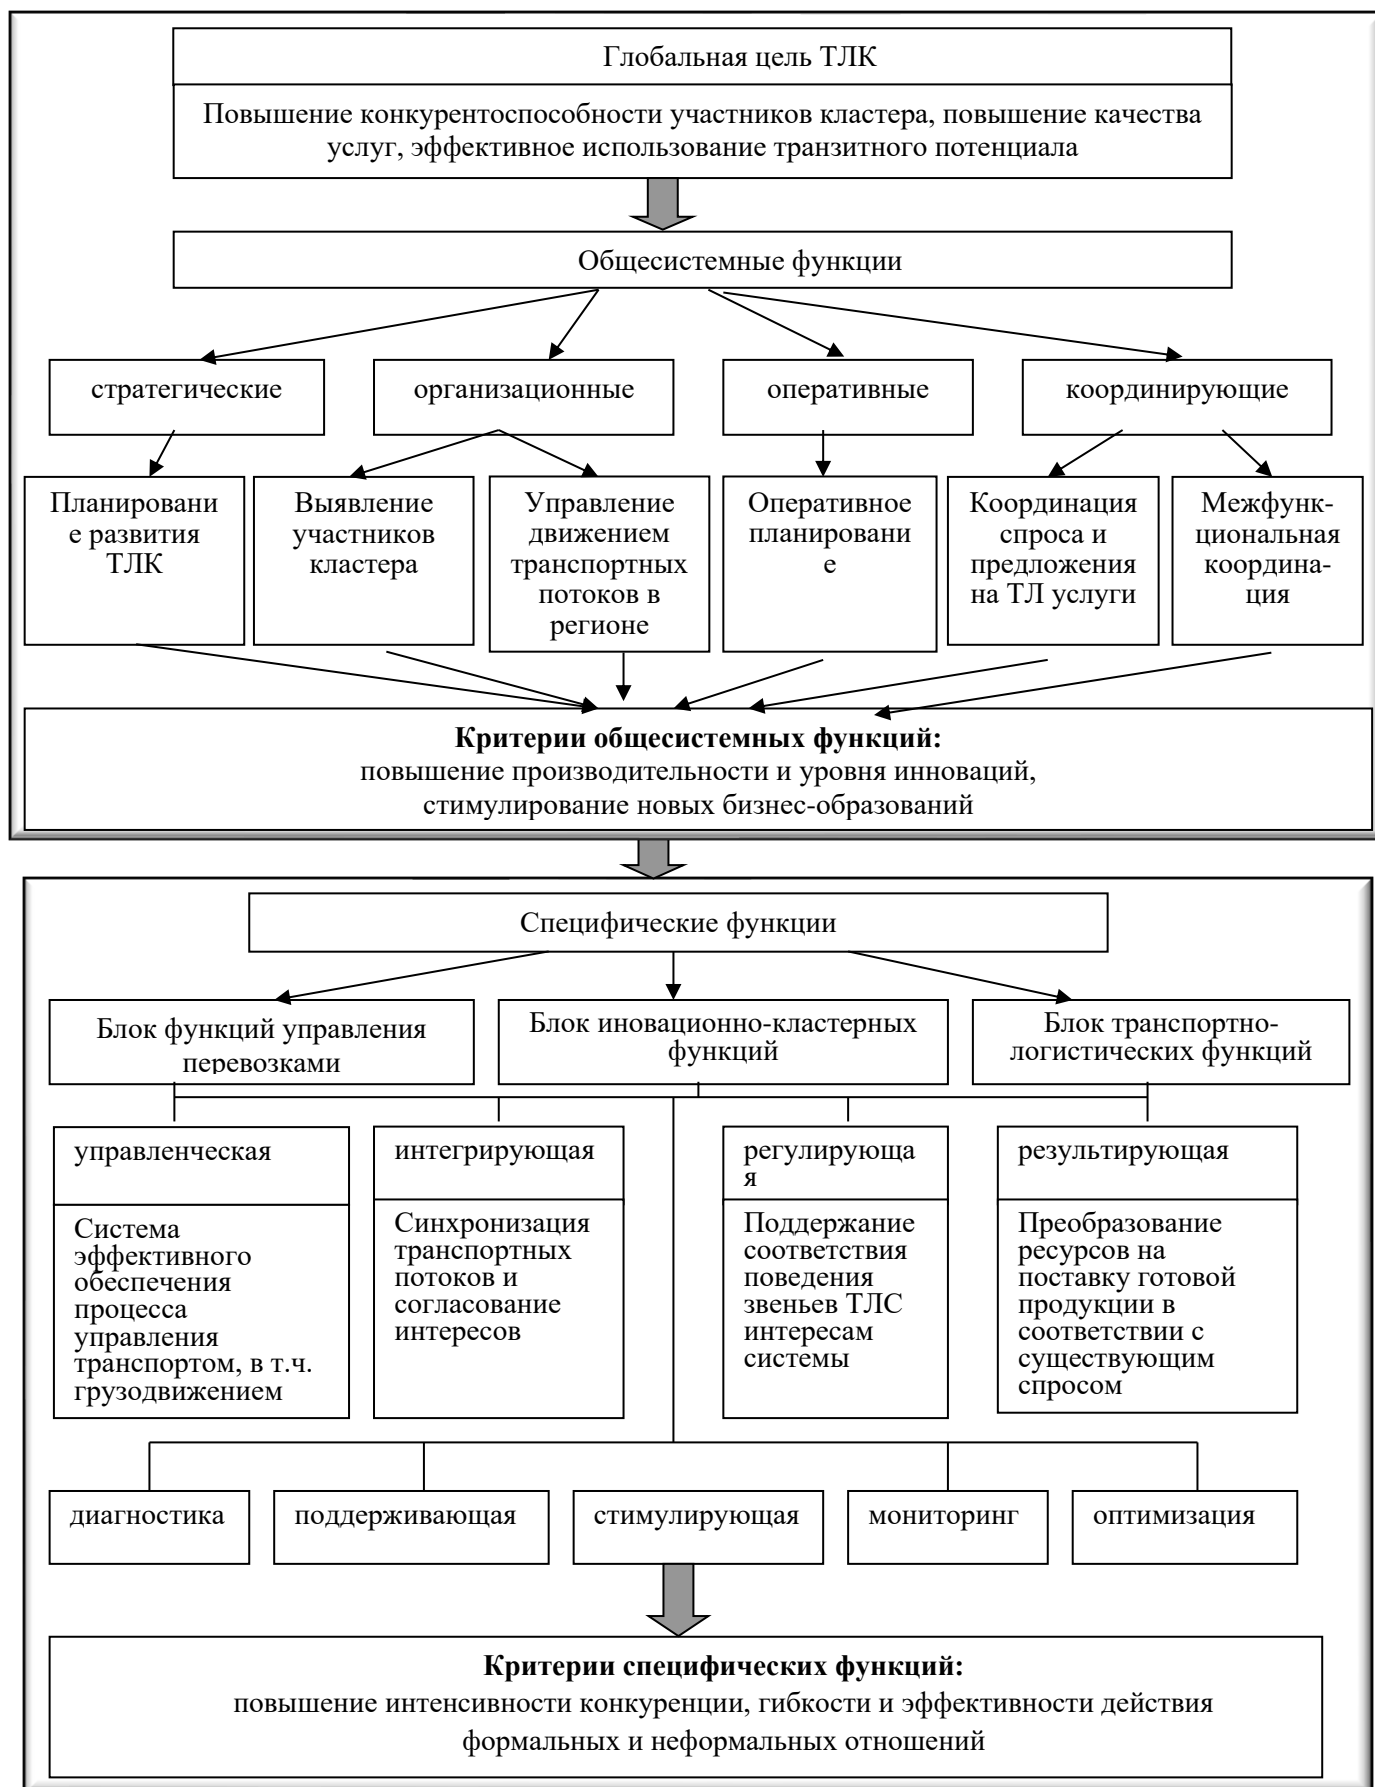 Глобальная цель ТЛК
Повышение конкурентоспособности участников кластера, повышение качества
услуг, эффективное использование транзитного потенциала
Общесистемные функции
стратегические
организационные
оперативные
координирующие
Планировани
е развития
ТЛК
Выявление
участников
кластера
Управление
движением
транспортных
потоков в
регионе
Оперативное
планировани
е
Координация
спроса и
предложения
на ТЛ услуги
Межфунк-
циональная
координа-
ция
Критерии общесистемных функций:
повышение производительности и уровня инноваций,
стимулирование новых бизнес-образований
Специфические функции
Блок функций управления
перевозками
Блок иновационно-кластерных
функций
Блок транспортно-
логистических функций
управленческая
Система
эффективного
обеспечения
процесса
управления
транспортом, в т.ч.
грузодвижением
интегрирующая
Синхронизация
транспортных
потоков и
согласование
интересов
регулирующа
я
Поддержание
соответствия
поведения
звеньев ТЛС
интересам
системы
результирующая
Преобразование
ресурсов на
поставку готовой
продукции в
соответствии с
существующим
спросом
диагностика
поддерживающая
стимулирующая
мониторинг
оптимизация
Критерии специфических функций:
повышение интенсивности конкуренции, гибкости и эффективности действия
формальных и неформальных отношений